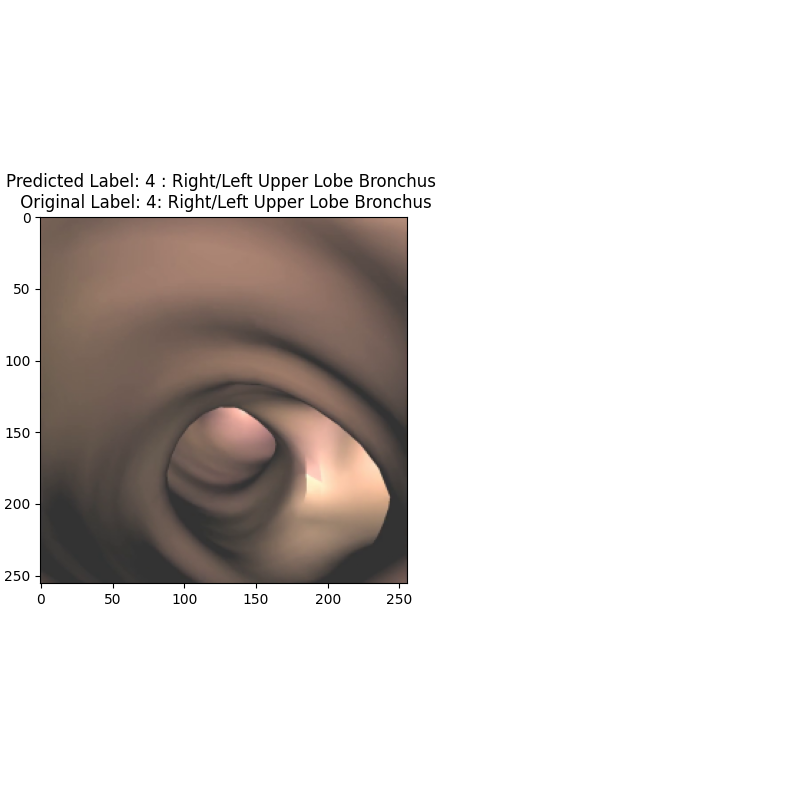 Predicted Label: 4 : Right/Left Upper Lobe Bronchus
Original Label: 4: Right/Left Upper Lobe Bronchus
0
50
100
150
200
250
0 50 100 150 200 250